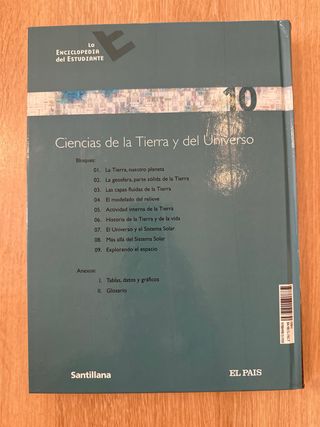 La
ENCICLOPEDIA
del ESTUDIANTE
10
Ciencias de la Tierra y del Universo
Bloques:
01. La Tierra, nuestro planeta
02. La geosfera, parte sólida de la Tierra
03. Las capas fluidas de la Tierra
04. El modelado del relieve
05. Actividad interna de la Tierra
06. Historia de la Tierra y de la vida
07. El Universo y el Sistema Solar
08. Más allá del Sistema Solar
09. Explorando el espacio
Anexos:
I. Tablas, datos y gráficos
II. Glosario
Santillana
EL PAIS